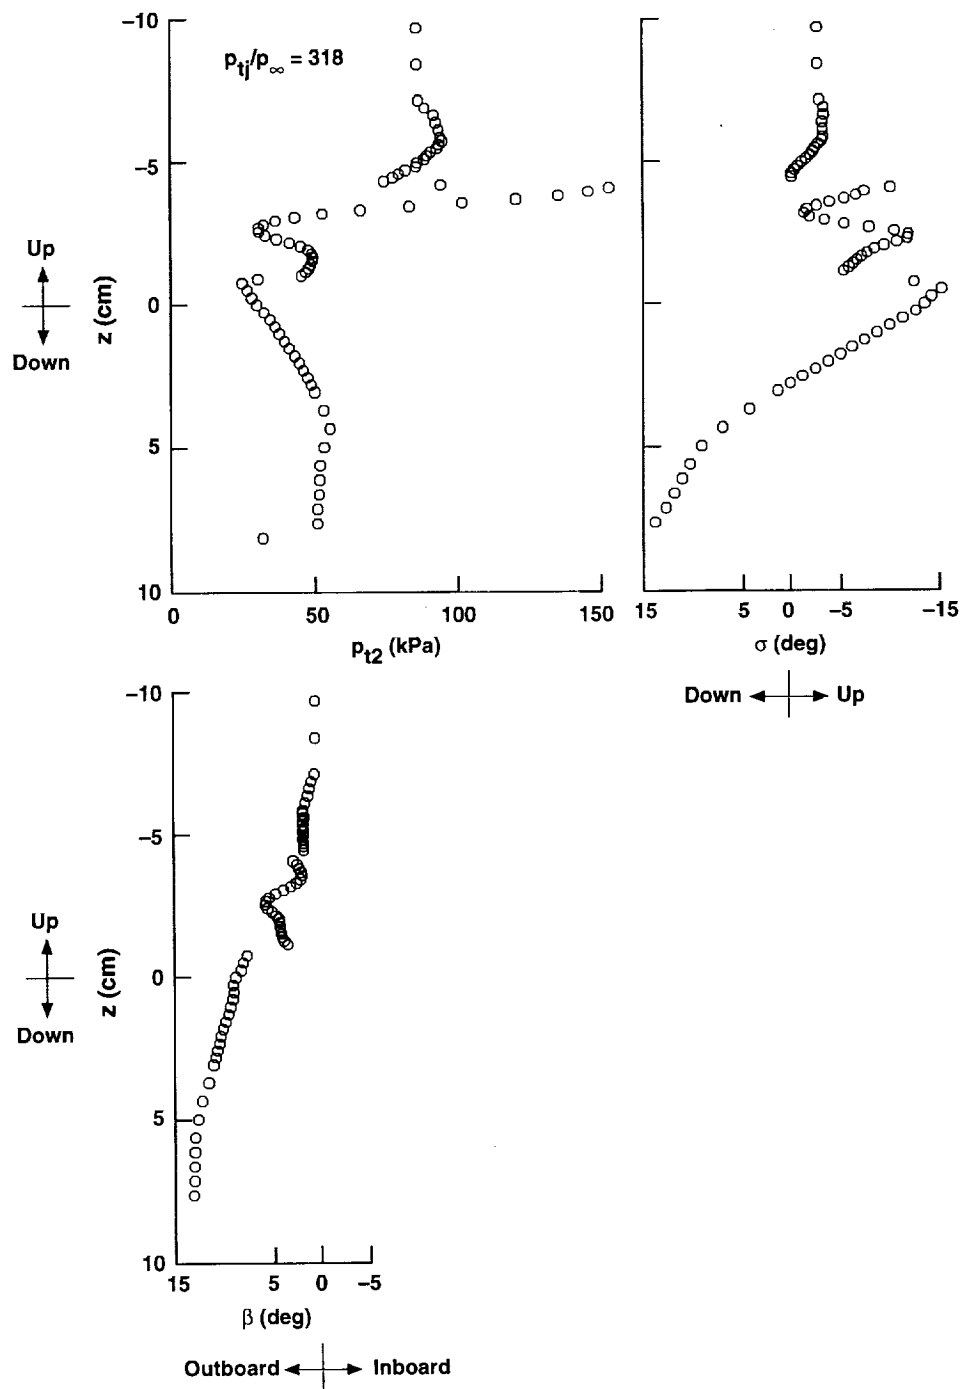 −10
p_tj/p_∞ = 318
−5
Up
z (cm)
0
Down
5
10
0 50 100 150
p_t2 (kPa)
15 5 0 −5 −15
σ (deg)
Down Up
−10
−5
Up
z (cm)
0
Down
5
10
15 5 0 −5
β (deg)
Outboard Inboard